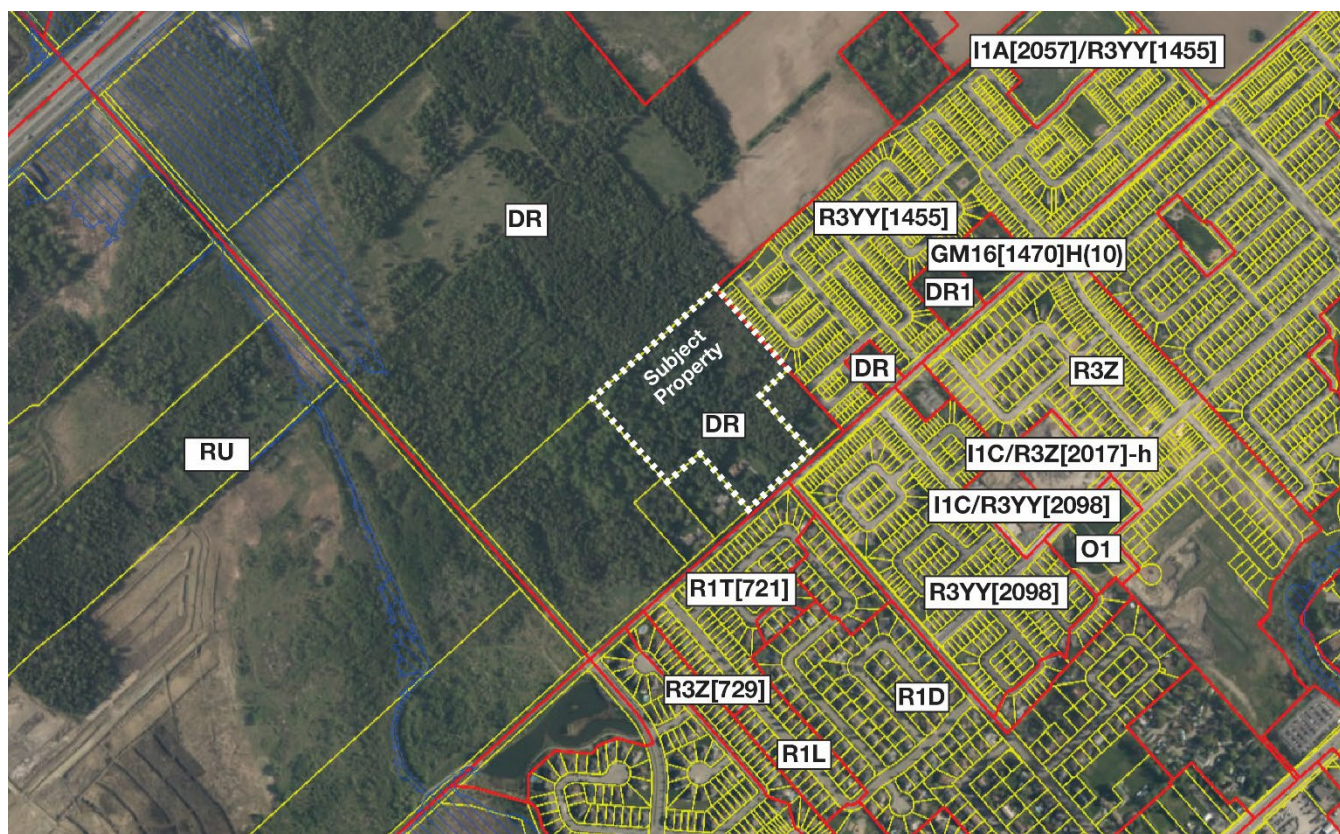 I1A[2057]/R3YY[1455]
DR
R3YY[1455]
GM16[1470]H(10)
DR1
Subject
Property
DR
R3Z
DR
RU
I1C/R3Z[2017]-h
I1C/R3YY[2098]
O1
R1T[721]
R3YY[2098]
R3Z[729]
R1D
R1L